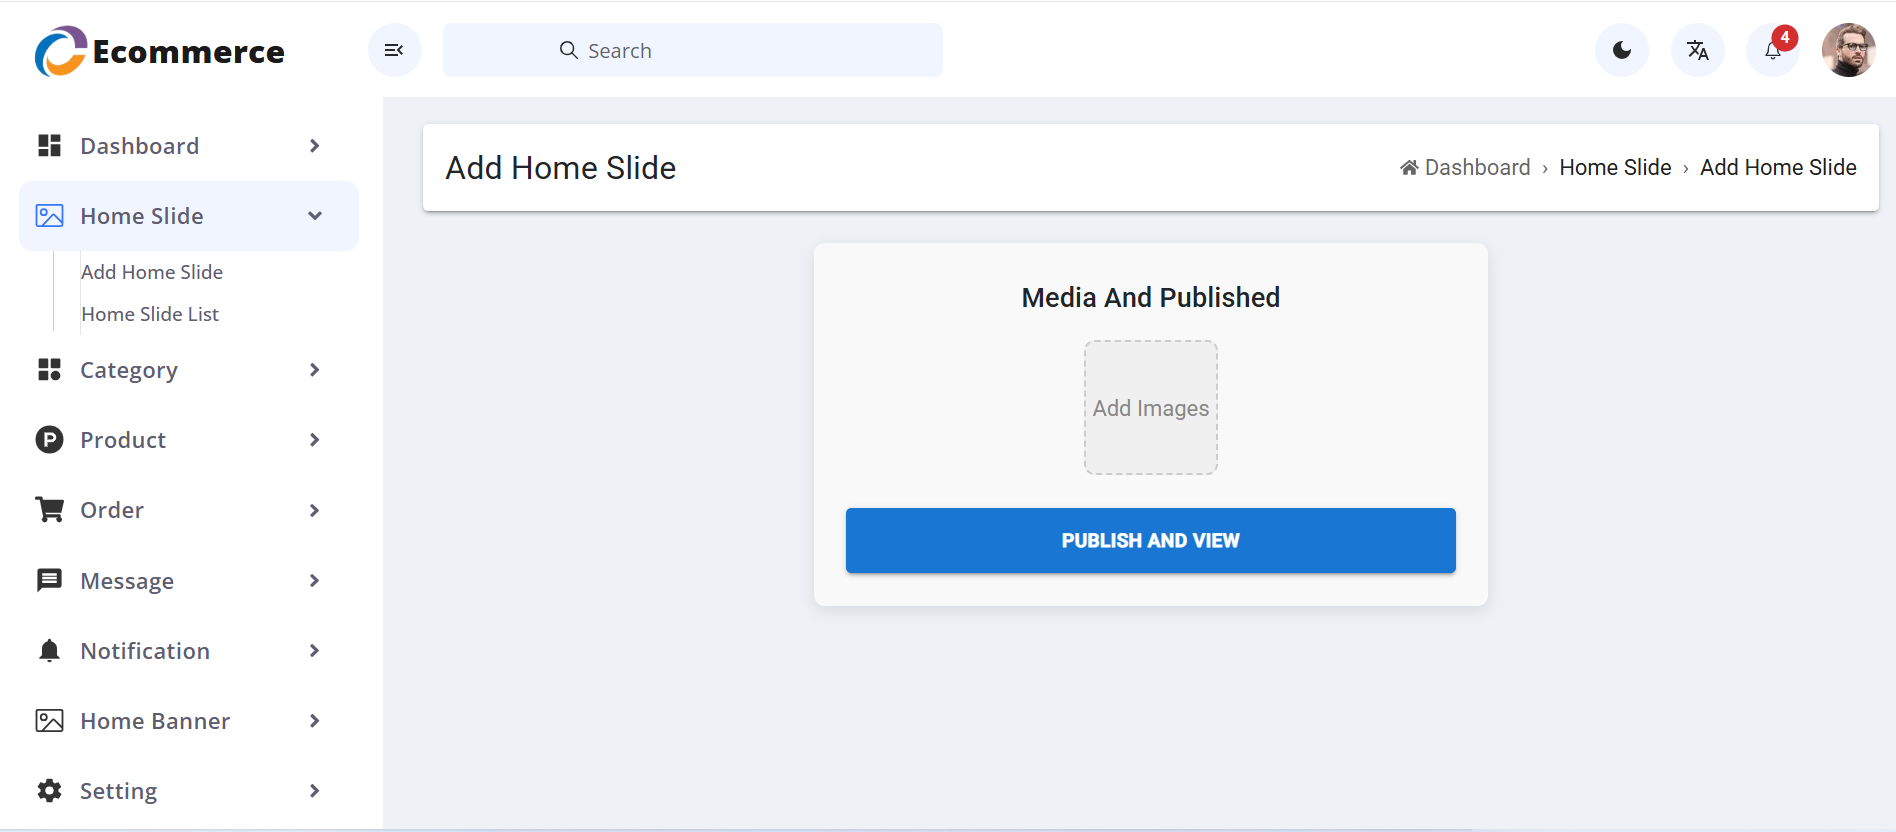 Ecommerce
Search
4
Dashboard
Home Slide
Add Home Slide
Home Slide List
Category
P
Product
Order
Message
Notification
Home Banner
Setting
Add Home Slide
Dashboard › Home Slide › Add Home Slide
Media And Published
Add Images
PUBLISH AND VIEW